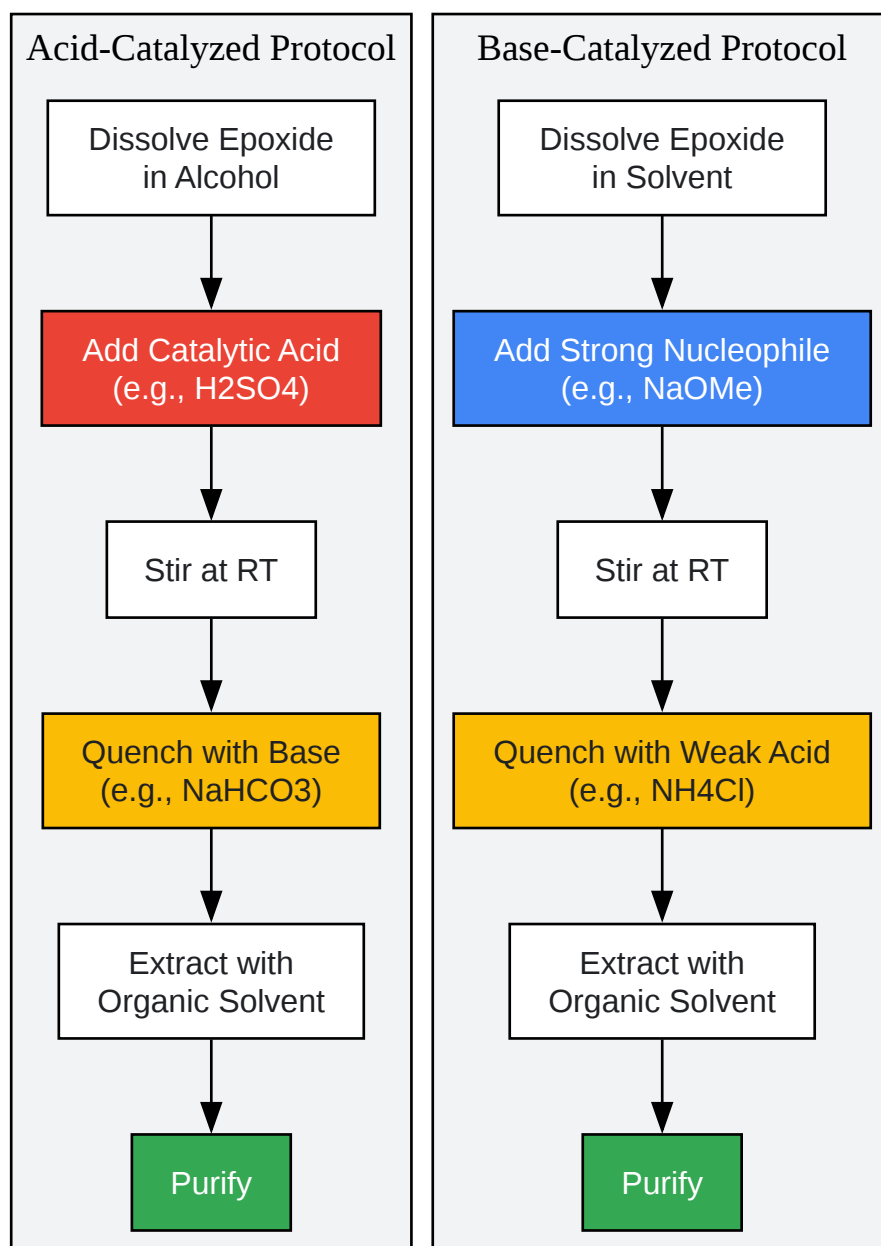 Acid-Catalyzed Protocol
Dissolve Epoxide
in Alcohol
Add Catalytic Acid
(e.g., H2SO4)
Stir at RT
Quench with Base
(e.g., NaHCO3)
Extract with
Organic Solvent
Purify
Base-Catalyzed Protocol
Dissolve Epoxide
in Solvent
Add Strong Nucleophile
(e.g., NaOMe)
Stir at RT
Quench with Weak Acid
(e.g., NH4Cl)
Extract with
Organic Solvent
Purify